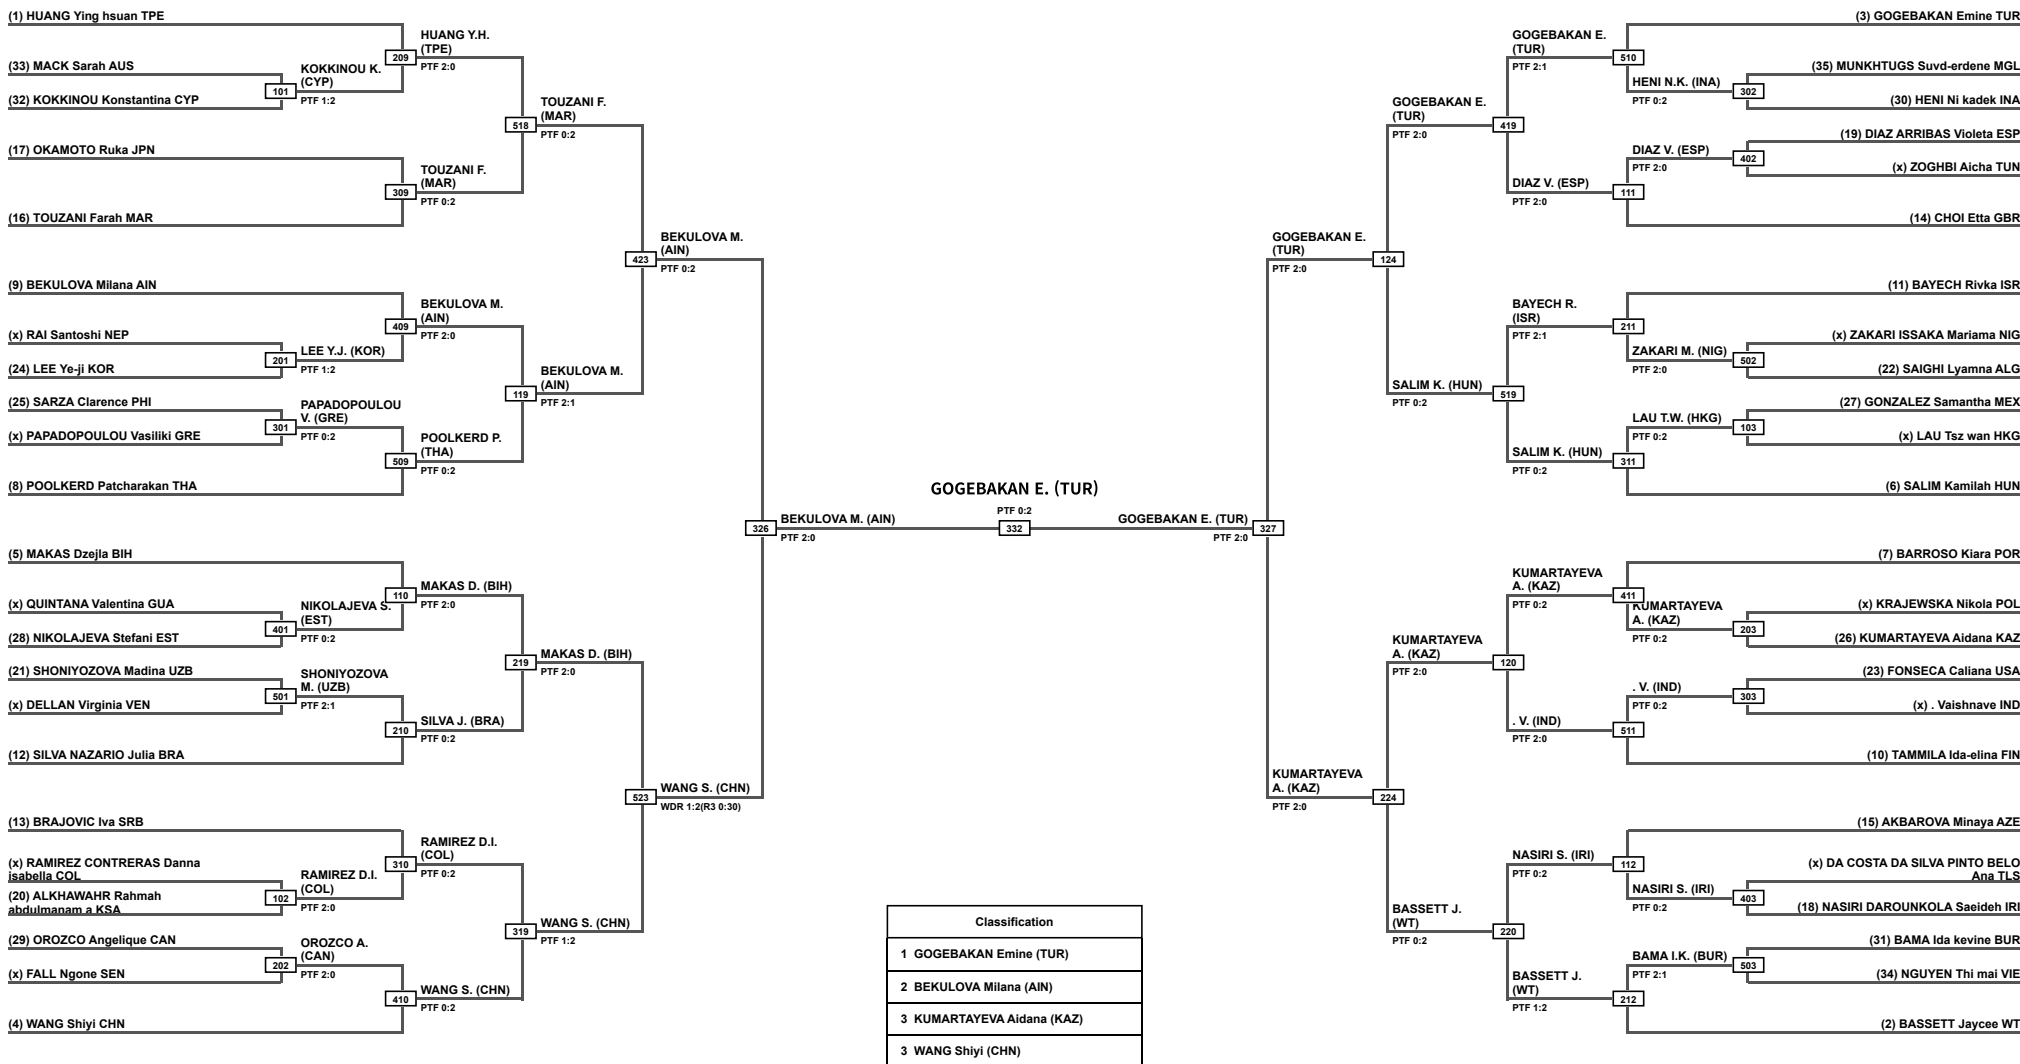 (1) HUANG Ying hsuan TPE
(33) MACK Sarah AUS
(32) KOKKINOU Konstantina CYP
(17) OKAMOTO Ruka JPN
(16) TOUZANI Farah MAR
(9) BEKULOVA Milana AIN
(x) RAI Santoshi NEP
(24) LEE Ye-ji KOR
(25) SARZA Clarence PHI
(x) PAPADOPOULOU Vasiliki GRE
(8) POOLKERD Patcharakan THA
(5) MAKAS Dzejla BIH
(x) QUINTANA Valentina GUA
(28) NIKOLAJEVA Stefani EST
(21) SHONIYOZOVA Madina UZB
(x) DELLAN Virginia VEN
(12) SILVA NAZARIO Julia BRA
(13) BRAJOVIC Iva SRB
(x) RAMIREZ CONTRERAS Danna
isabella COL
(20) ALKHAWAHR Rahmah
abdulmanam a KSA
(29) OROZCO Angelique CAN
(x) FALL Ngone SEN
(4) WANG Shiyi CHN
101
KOKKINOU K.
(CYP)
PTF 1:2
201
LEE Y.J. (KOR)
PTF 1:2
301
PAPADOPOULOU
V. (GRE)
PTF 0:2
401
NIKOLAJEVA S.
(EST)
PTF 0:2
501
SHONIYOZOVA
M. (UZB)
PTF 2:1
102
RAMIREZ D.I.
(COL)
PTF 2:0
202
OROZCO A.
(CAN)
PTF 2:0
209
HUANG Y.H.
(TPE)
PTF 2:0
309
TOUZANI F.
(MAR)
PTF 0:2
409
BEKULOVA M.
(AIN)
PTF 2:0
509
POOLKERD P.
(THA)
PTF 0:2
110
MAKAS D. (BIH)
PTF 2:0
210
SILVA J. (BRA)
PTF 0:2
310
RAMIREZ D.I.
(COL)
PTF 0:2
410
WANG S. (CHN)
PTF 0:2
518
TOUZANI F.
(MAR)
PTF 0:2
119
BEKULOVA M.
(AIN)
PTF 2:1
219
MAKAS D. (BIH)
PTF 2:0
319
WANG S. (CHN)
PTF 1:2
423
BEKULOVA M.
(AIN)
PTF 0:2
523
WANG S. (CHN)
WDR 1:2(R3 0:30)
326
BEKULOVA M. (AIN)
PTF 2:0
GOGEBAKAN E. (TUR)
PTF 0:2
332
GOGEBAKAN E. (TUR)
PTF 2:0
327
GOGEBAKAN E.
(TUR)
PTF 2:0
124
KUMARTAYEVA
A. (KAZ)
PTF 2:0
224
GOGEBAKAN E.
(TUR)
PTF 2:0
419
SALIM K. (HUN)
PTF 0:2
519
KUMARTAYEVA
A. (KAZ)
PTF 2:0
120
BASSETT J.
(WT)
PTF 0:2
220
GOGEBAKAN E.
(TUR)
PTF 2:1
510
DIAZ V. (ESP)
PTF 2:0
111
BAYECH R.
(ISR)
PTF 2:1
211
SALIM K. (HUN)
PTF 0:2
311
KUMARTAYEVA
A. (KAZ)
PTF 0:2
411
. V. (IND)
PTF 2:0
511
NASIRI S. (IRI)
PTF 0:2
112
BASSETT J.
(WT)
PTF 1:2
212
HENI N.K. (INA)
PTF 0:2
302
DIAZ V. (ESP)
PTF 2:0
402
ZAKARI M. (NIG)
PTF 2:0
502
LAU T.W. (HKG)
PTF 0:2
103
KUMARTAYEVA
A. (KAZ)
PTF 0:2
203
. V. (IND)
PTF 0:2
303
NASIRI S. (IRI)
PTF 0:2
403
BAMA I.K. (BUR)
PTF 2:1
503
(3) GOGEBAKAN Emine TUR
(35) MUNKHTUGS Suvd-erdene MGL
(30) HENI Ni kadek INA
(19) DIAZ ARRIBAS Violeta ESP
(x) ZOGHBI Aicha TUN
(14) CHOI Etta GBR
(11) BAYECH Rivka ISR
(x) ZAKARI ISSAKA Mariama NIG
(22) SAIGHI Lyamna ALG
(27) GONZALEZ Samantha MEX
(x) LAU Tsz wan HKG
(6) SALIM Kamilah HUN
(7) BARROSO Kiara POR
(x) KRAJEWSKA Nikola POL
(26) KUMARTAYEVA Aidana KAZ
(23) FONSECA Caliana USA
(x) . Vaishnave IND
(10) TAMMILA Ida-elina FIN
(15) AKBAROVA Minaya AZE
(x) DA COSTA DA SILVA PINTO BELO
Ana TLS
(18) NASIRI DAROUNKOLA Saeideh IRI
(31) BAMA Ida kevine BUR
(34) NGUYEN Thi mai VIE
(2) BASSETT Jaycee WT
Classification
1 GOGEBAKAN Emine (TUR)
2 BEKULOVA Milana (AIN)
3 KUMARTAYEVA Aidana (KAZ)
3 WANG Shiyi (CHN)